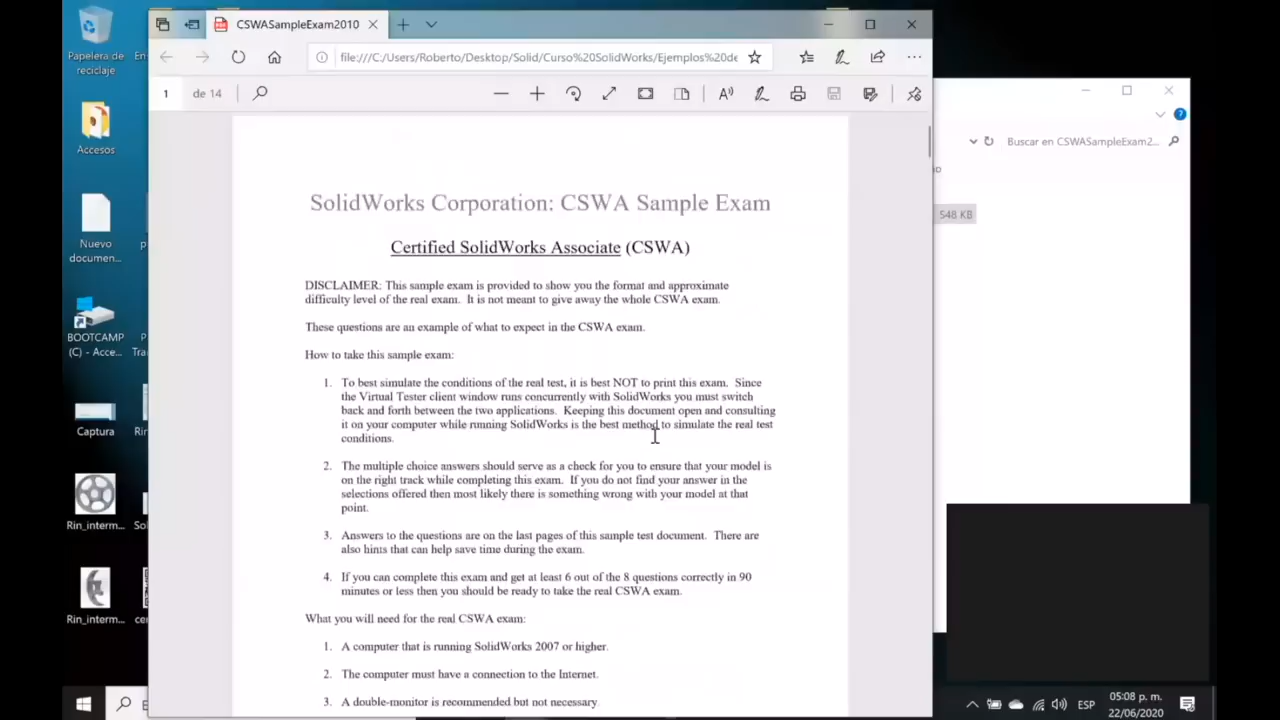 CSWASampleExam2010
file:///C:/Users/Roberto/Desktop/Solid/Curso%20SolidWorks/Ejemplos%20de
1 de 14
SolidWorks Corporation: CSWA Sample Exam
Certified SolidWorks Associate (CSWA)
DISCLAIMER: This sample exam is provided to show you the format and approximate
difficulty level of the real exam. It is not meant to give away the whole CSWA exam.
These questions are an example of what to expect in the CSWA exam.
How to take this sample exam:
1. To best simulate the conditions of the real test, it is best NOT to print this exam. Since
the Virtual Tester client window runs concurrently with SolidWorks you must switch
back and forth between the two applications. Keeping this document open and consulting
it on your computer while running SolidWorks is the best method to simulate the real test
conditions.
2. The multiple choice answers should serve as a check for you to ensure that your model is
on the right track while completing this exam. If you do not find your answer in the
selections offered then most likely there is something wrong with your model at that
point.
3. Answers to the questions are on the last pages of this sample test document. There are
also hints that can help save time during the exam.
4. If you can complete this exam and get at least 6 out of the 8 questions correctly in 90
minutes or less then you should be ready to take the real CSWA exam.
What you will need for the real CSWA exam:
1. A computer that is running SolidWorks 2007 or higher.
2. The computer must have a connection to the Internet.
3. A double-monitor is recommended but not necessary.
Papelera de
reciclaje
Accesos
Nuevo
documen...
BOOTCAMP
(C) - Acce...
Captura
Rin_interm...
Rin_interm...
Buscar en CSWASampleExam2...
548 KB
ESP
05:08 p. m.
22/06/2020